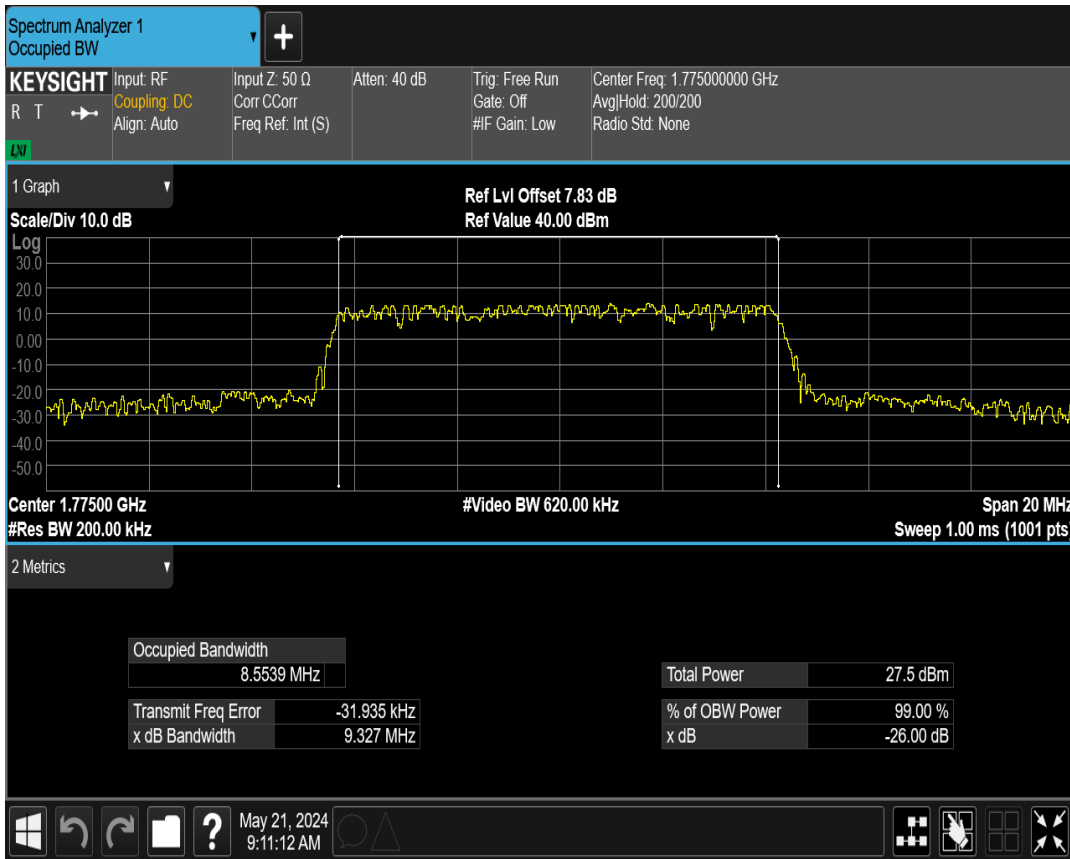 Spectrum Analyzer 1
Occupied BW
KEYSIGHT
R T
LXI
Input: RF
Coupling: DC
Align: Auto
Input Z: 50 Ω
Corr CCorr
Freq Ref: Int (S)
Atten: 40 dB
Trig: Free Run
Gate: Off
#IF Gain: Low
Center Freq: 1.775000000 GHz
Avg|Hold: 200/200
Radio Std: None
1 Graph
Scale/Div 10.0 dB
Ref Lvl Offset 7.83 dB
Ref Value 40.00 dBm
Log
30.0
20.0
10.0
0.00
-10.0
-20.0
-30.0
-40.0
-50.0
Center 1.77500 GHz
#Res BW 200.00 kHz
#Video BW 620.00 kHz
Span 20 MHz
Sweep 1.00 ms (1001 pts)
2 Metrics
Occupied Bandwidth
8.5539 MHz
Transmit Freq Error -31.935 kHz
x dB Bandwidth 9.327 MHz
Total Power 27.5 dBm
% of OBW Power 99.00 %
x dB -26.00 dB
?
May 21, 2024
9:11:12 AM